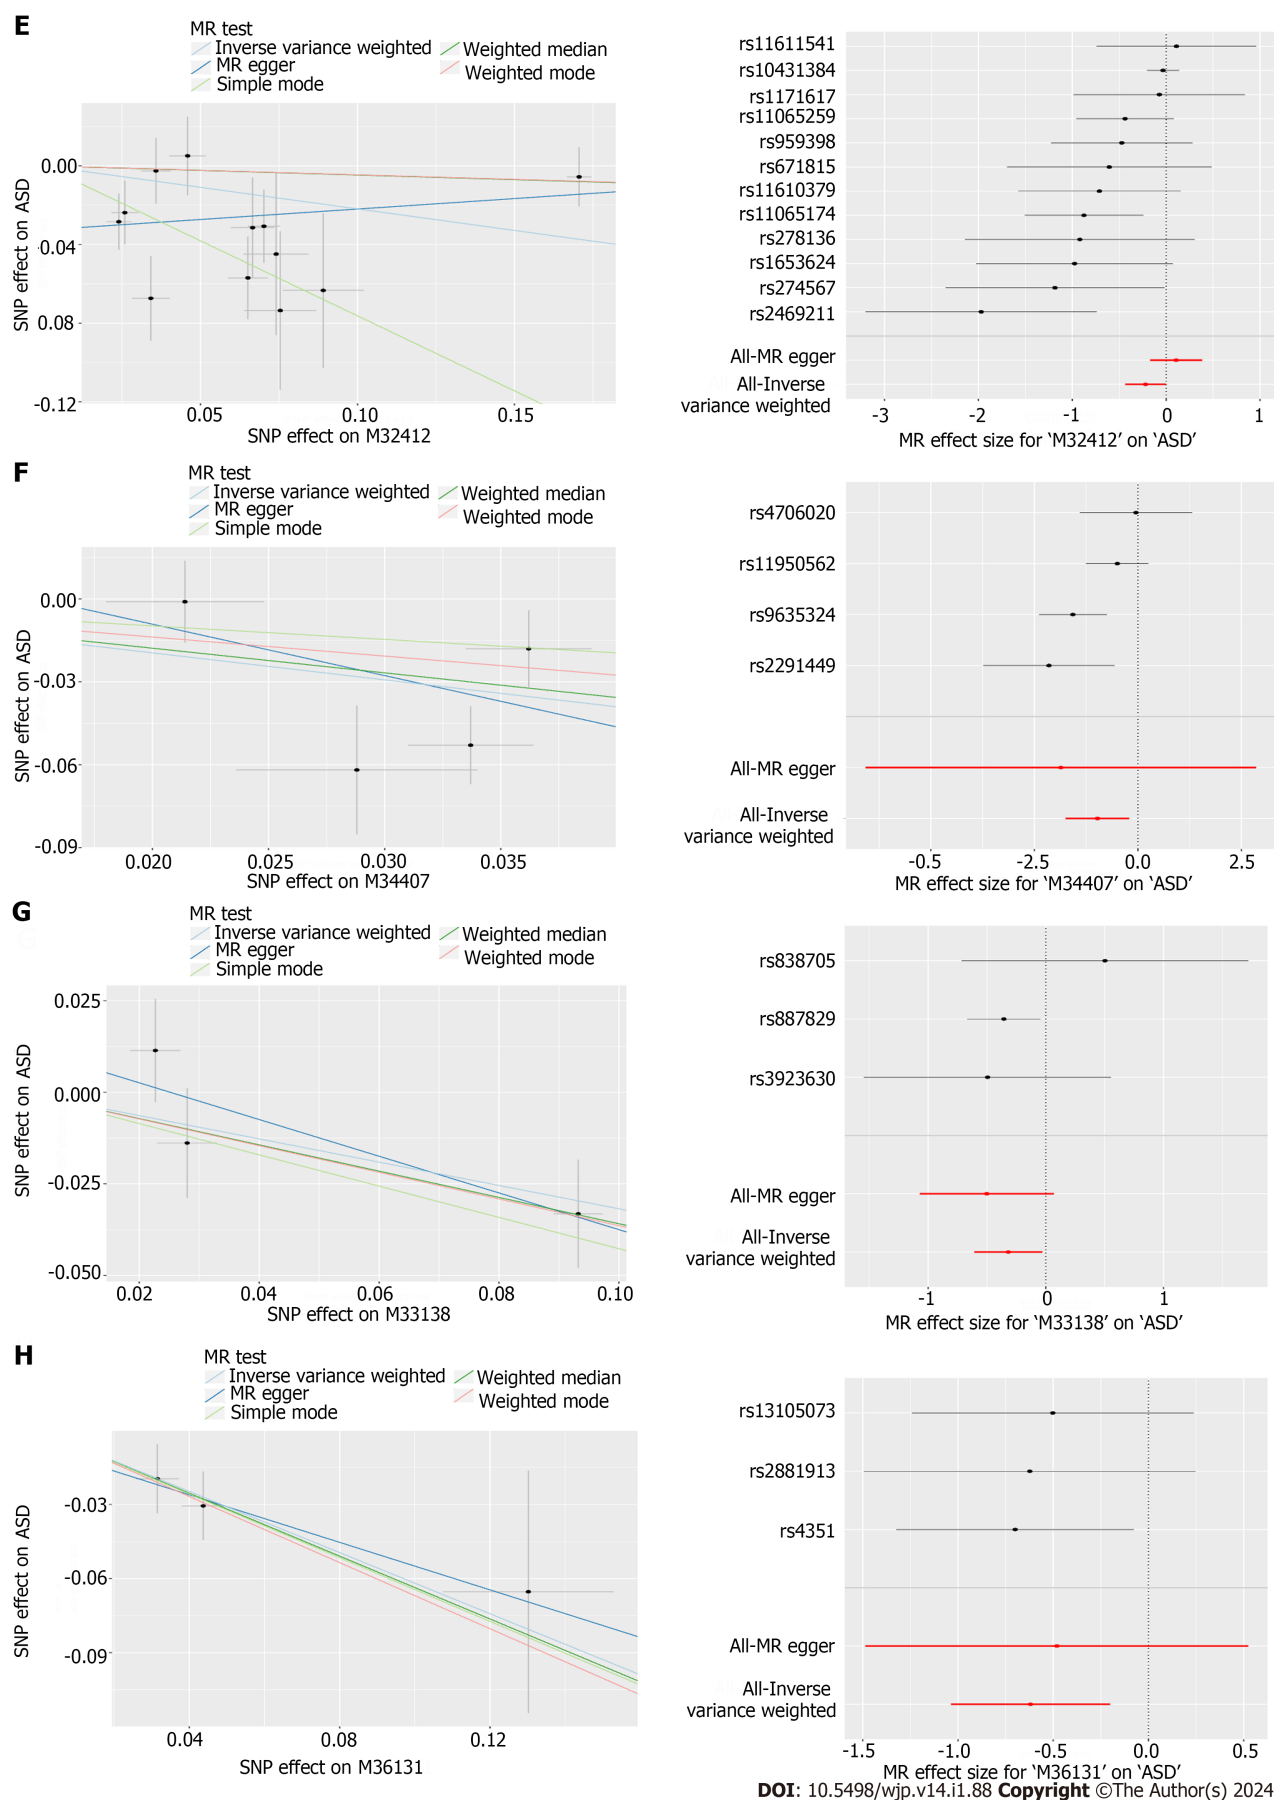 E
MR test
Inverse variance weighted
Weighted median
MR egger
Weighted mode
Simple mode
SNP effect on ASD
0.00
0.04
0.08
-0.12
0.05 0.10 0.15
SNP effect on M32412
rs11611541
rs10431384
rs1171617
rs11065259
rs959398
rs671815
rs11610379
rs11065174
rs278136
rs1653624
rs274567
rs2469211
All-MR egger
All-Inverse
variance weighted
-3 -2 -1 0 1
MR effect size for ‘M32412’ on ‘ASD’
F
MR test
Inverse variance weighted
Weighted median
MR egger
Weighted mode
Simple mode
SNP effect on ASD
0.00
-0.03
-0.06
-0.09
0.020 0.025 0.030 0.035
SNP effect on M34407
rs4706020
rs11950562
rs9635324
rs2291449
All-MR egger
All-Inverse
variance weighted
-0.5 -2.5 0.0 2.5
MR effect size for ‘M34407’ on ‘ASD’
G
MR test
Inverse variance weighted
Weighted median
MR egger
Weighted mode
Simple mode
SNP effect on ASD
0.025
0.000
-0.025
-0.050
0.02 0.04 0.06 0.08 0.10
SNP effect on M33138
rs838705
rs887829
rs3923630
All-MR egger
All-Inverse
variance weighted
-1 0 1
MR effect size for ‘M33138’ on ‘ASD’
H
MR test
Inverse variance weighted
Weighted median
MR egger
Weighted mode
Simple mode
SNP effect on ASD
-0.03
-0.06
-0.09
0.04 0.08 0.12
SNP effect on M36131
rs13105073
rs2881913
rs4351
All-MR egger
All-Inverse
variance weighted
-1.5 -1.0 -0.5 0.0 0.5
MR effect size for ‘M36131’ on ‘ASD’
DOI: 10.5498/wjp.v14.i1.88 Copyright ©The Author(s) 2024